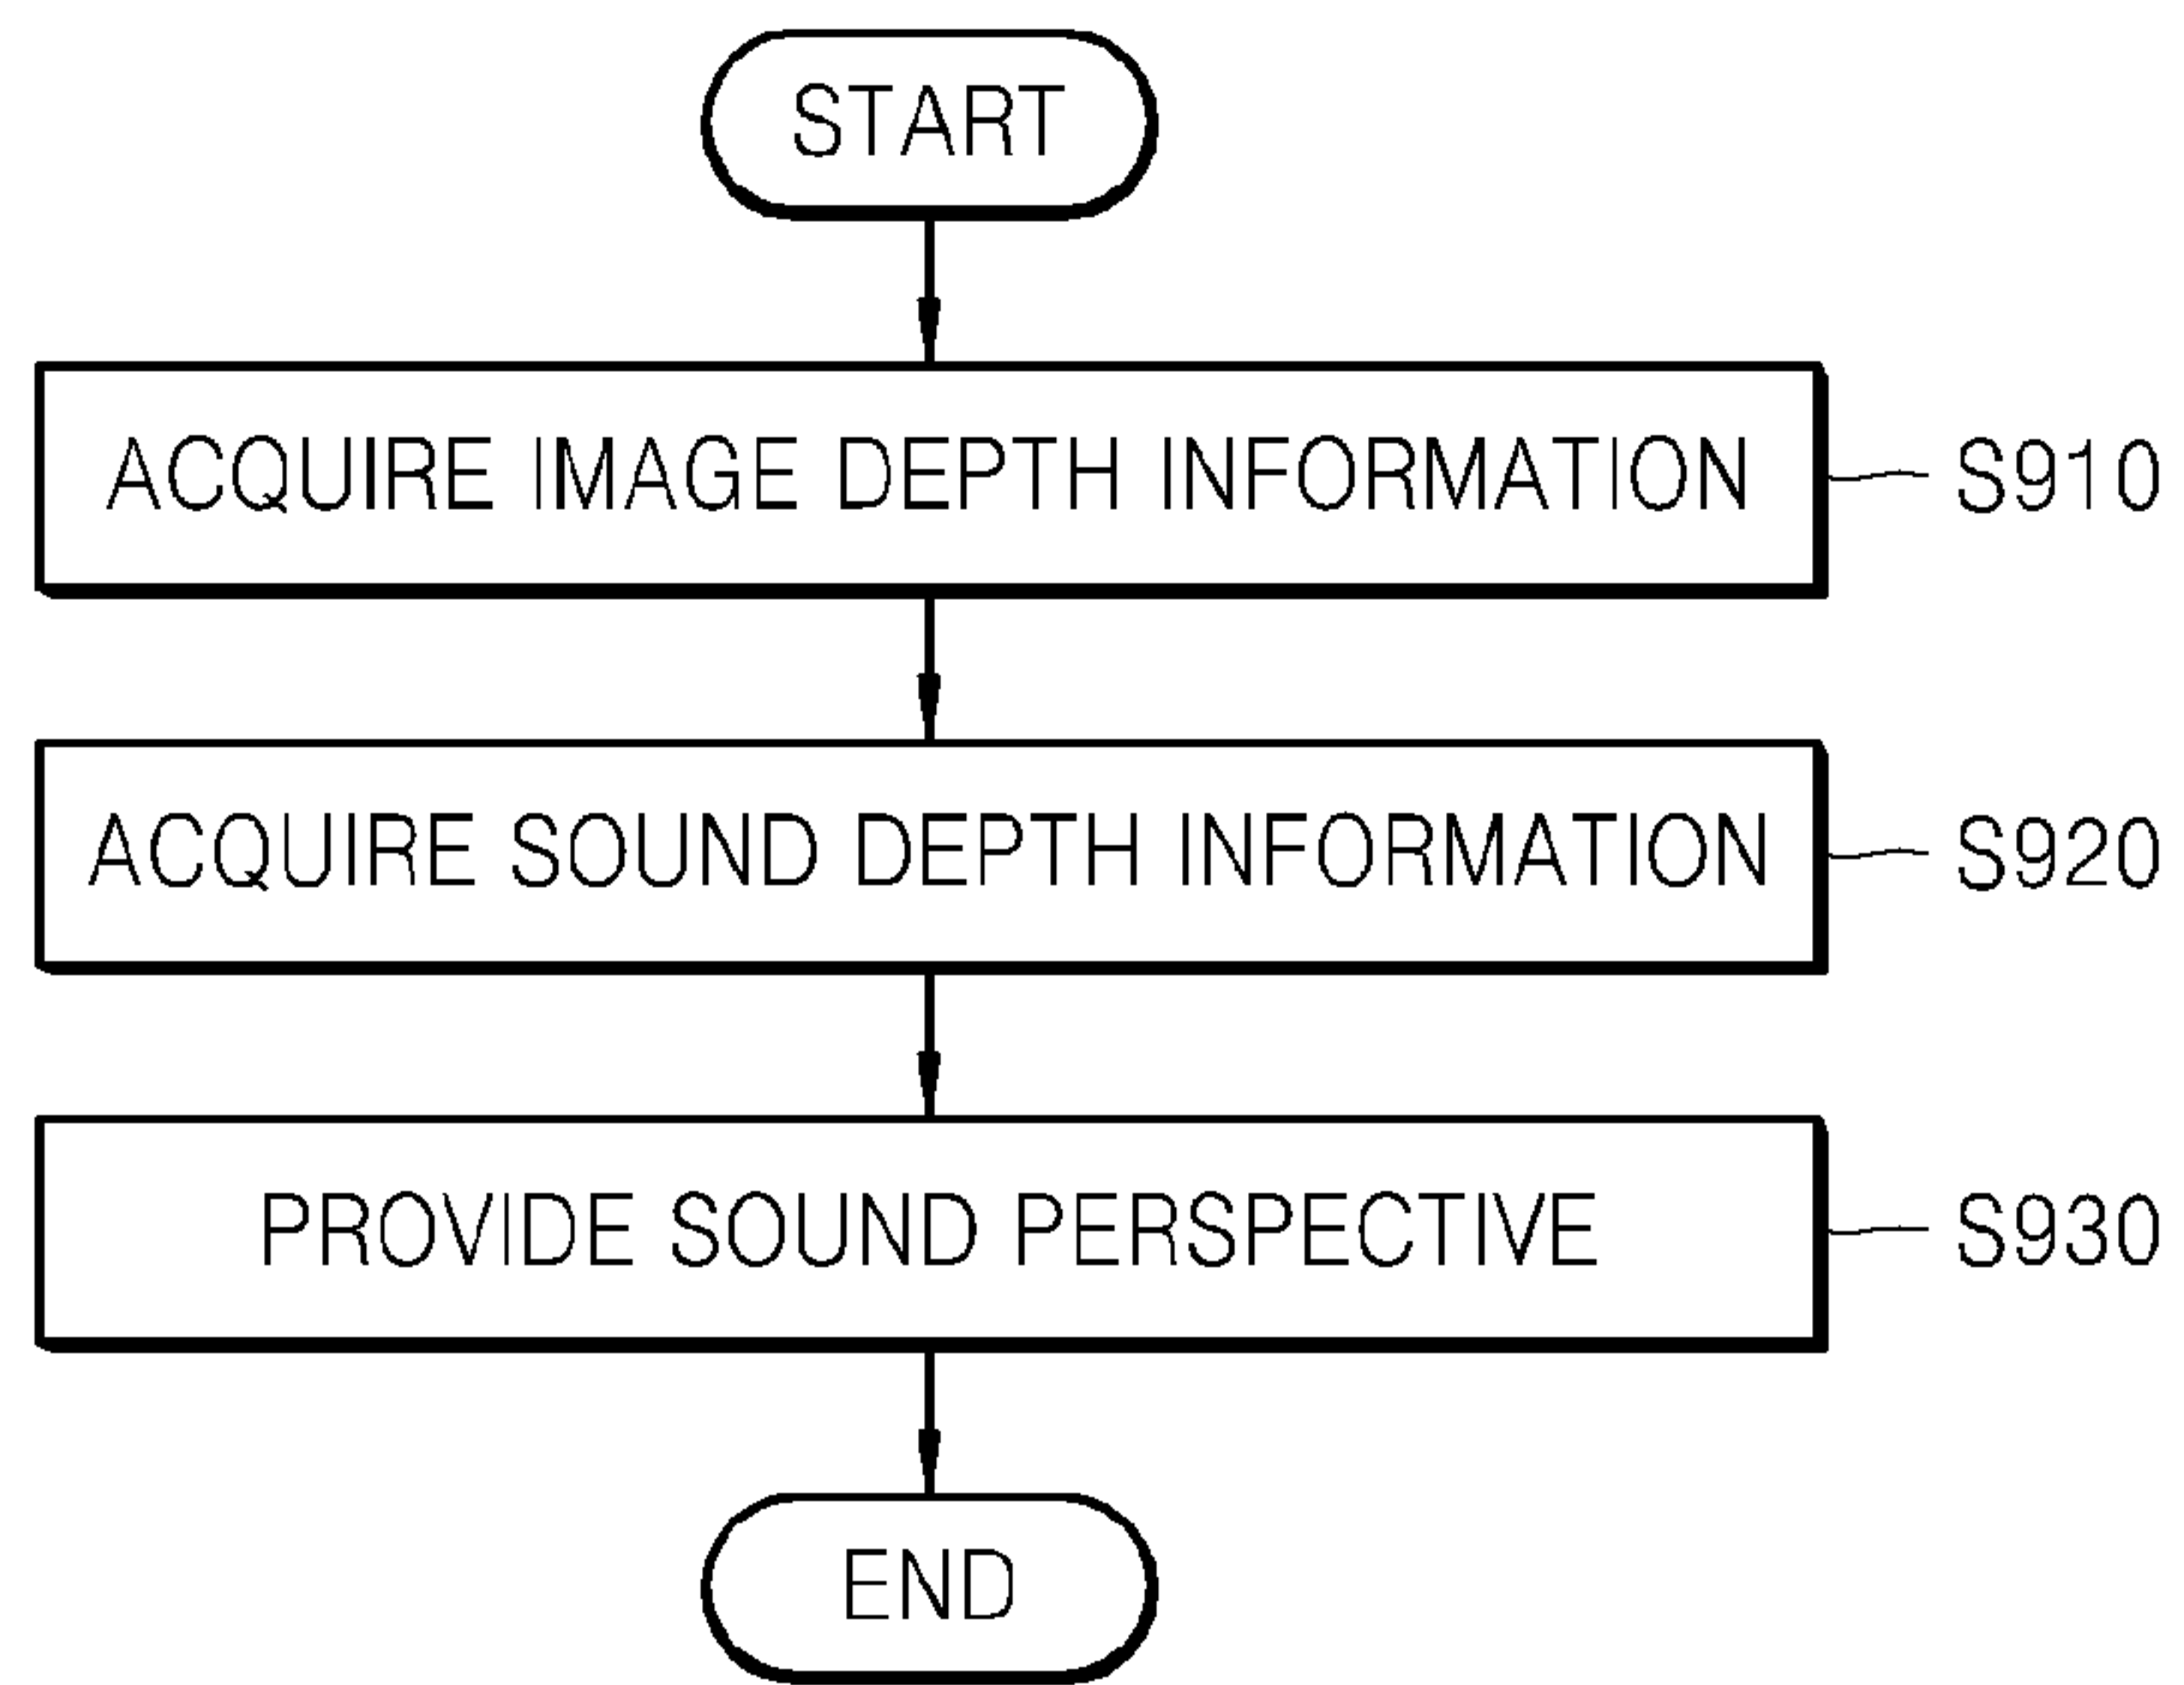 START
ACQUIRE IMAGE DEPTH INFORMATION S910
ACQUIRE SOUND DEPTH INFORMATION S920
PROVIDE SOUND PERSPECTIVE S930
END